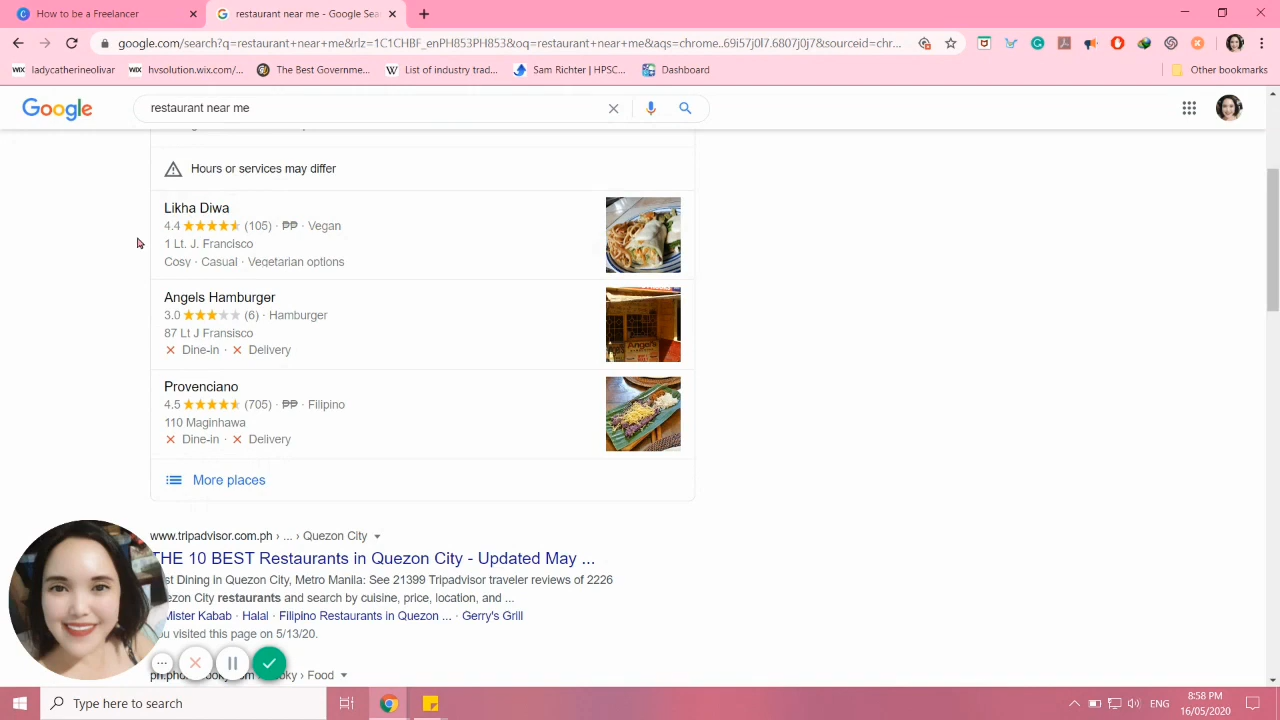 How to be a Freelancer
restaurant near me - Google Sea
google.com/search?q=restaurant+near+me&rlz=1C1CHBF_enPH853PH853&oq=restaurant+near+me&aqs=chrome..69i57j0l7.6807j0j7&sourceid=chr...
ladycatherineolivar
hvsolution.wix.com/...
The Best Governme...
List of industry trad...
Sam Richter | HPSC...
Dashboard
Other bookmarks
Google
restaurant near me
Hours or services may differ
Likha Diwa
4.4 (105) · ₱₱ · Vegan
1 Lt. J. Francisco
Cosy · Casual · Vegetarian options
Angels Hamburger
3.0 (6) · Hamburger
87 Lt J Fransisco
Dine-in · Delivery
Provenciano
4.5 (705) · ₱₱ · Filipino
110 Maginhawa
Dine-in · Delivery
More places
www.tripadvisor.com.ph › ... › Quezon City
THE 10 BEST Restaurants in Quezon City - Updated May ...
st Dining in Quezon City, Metro Manila: See 21399 Tripadvisor traveler reviews of 2226
ezon City restaurants and search by cuisine, price, location, and ...
Mister Kabab · Halal · Filipino Restaurants in Quezon ... · Gerry's Grill
ou visited this page on 5/13/20.
› Food
Type here to search
ENG
8:58 PM
16/05/2020